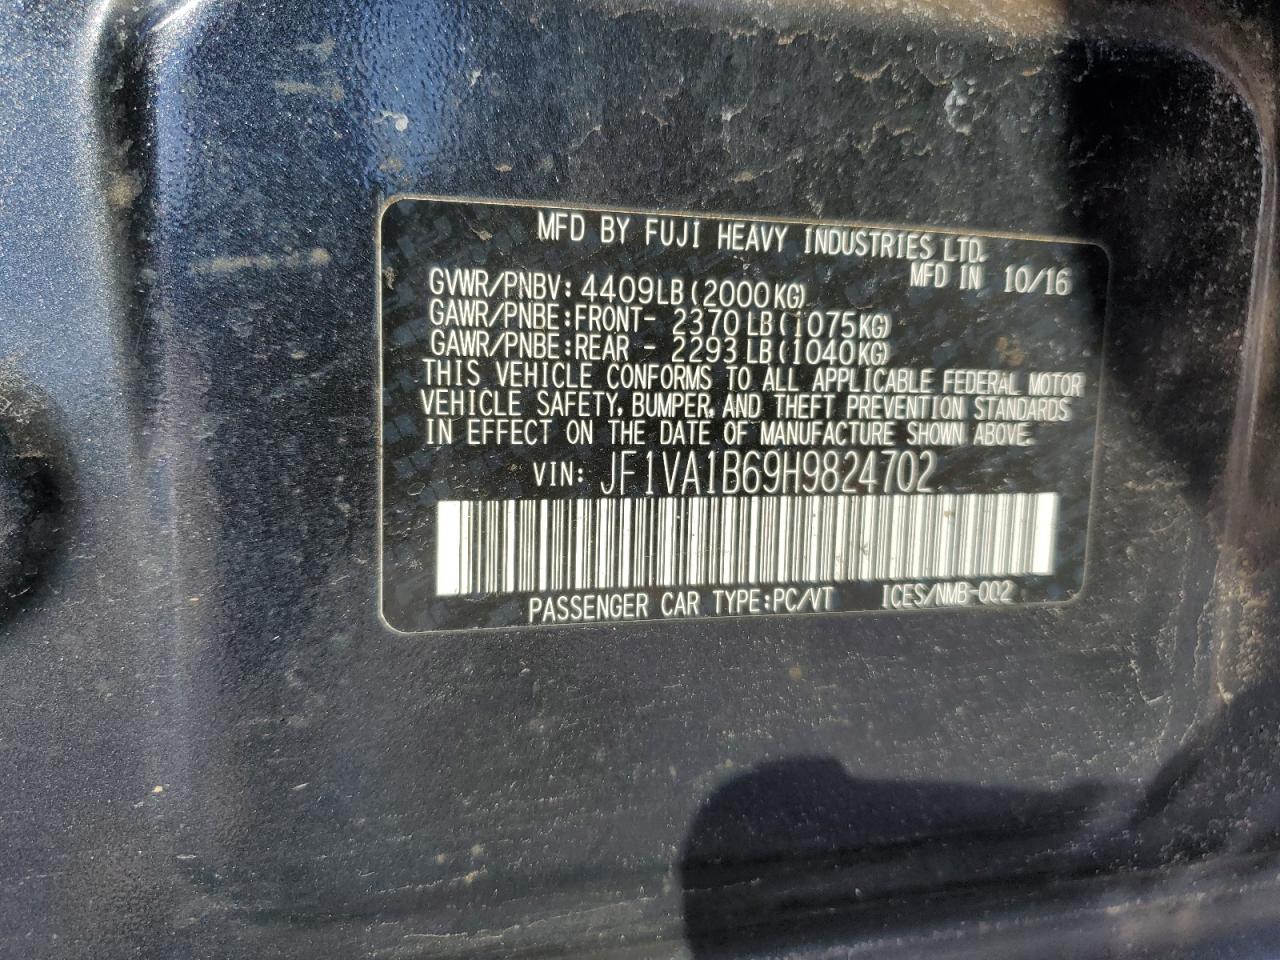 MFD BY FUJI HEAVY INDUSTRIES LTD.
MFD IN 10/16
GVWR/PNBV: 4409LB(2000KG)
GAWR/PNBE:FRONT- 2370LB(1075KG)
GAWR/PNBE:REAR - 2293LB(1040KG)
THIS VEHICLE CONFORMS TO ALL APPLICABLE FEDERAL MOTOR
VEHICLE SAFETY, BUMPER, AND THEFT PREVENTION STANDARDS
IN EFFECT ON THE DATE OF MANUFACTURE SHOWN ABOVE.
VIN: JF1VA1B69H9824702
PASSENGER CAR TYPE:PC/VT ICES/NMB-002